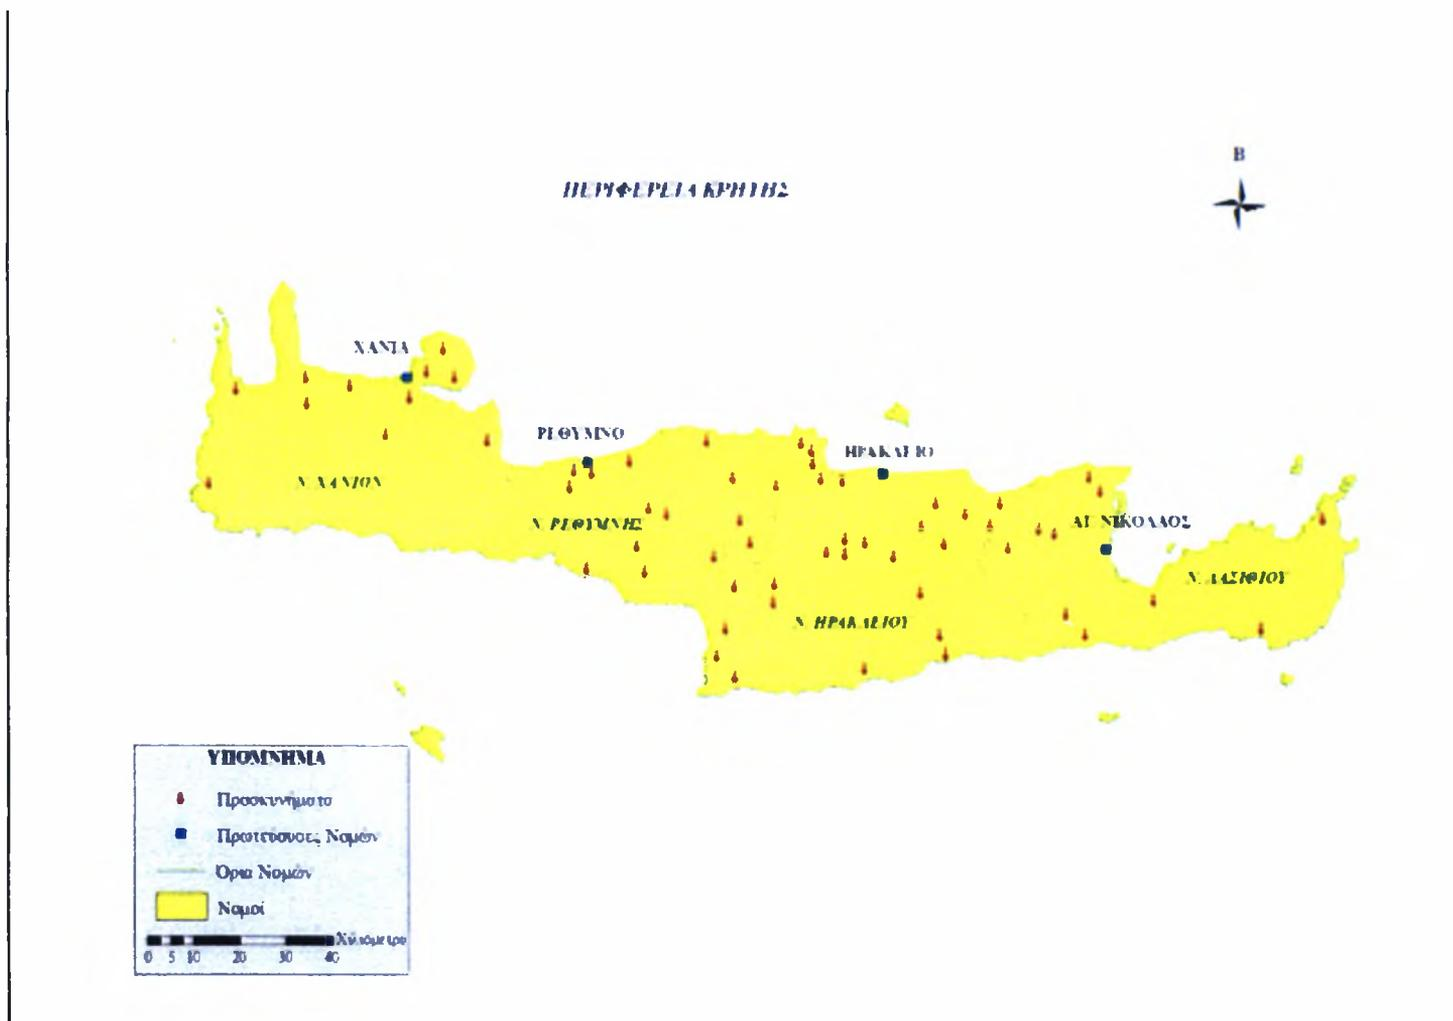 Β
ΠΕΡΙΦΕΡΕΙΑ ΚΡΗΤΗΣ
ΧΑΝΙΑ
ΡΕΘΥΜΝΟ
ΗΡΑΚΛΕΙΟ
Ν. ΧΑΝΙΩΝ
Ν. ΡΕΘΥΜΝΗΣ
ΑΓ. ΝΙΚΟΛΑΟΣ
Ν. ΛΑΣΙΘΙΟΥ
Ν. ΗΡΑΚΛΕΙΟΥ
ΥΠΟΜΝΗΜΑ
Προσκυνήματα
Πρωτεύουσες Νομών
Όρια Νομών
Νομοί
Χιλιόμετρα
0 5 10 20 30 40